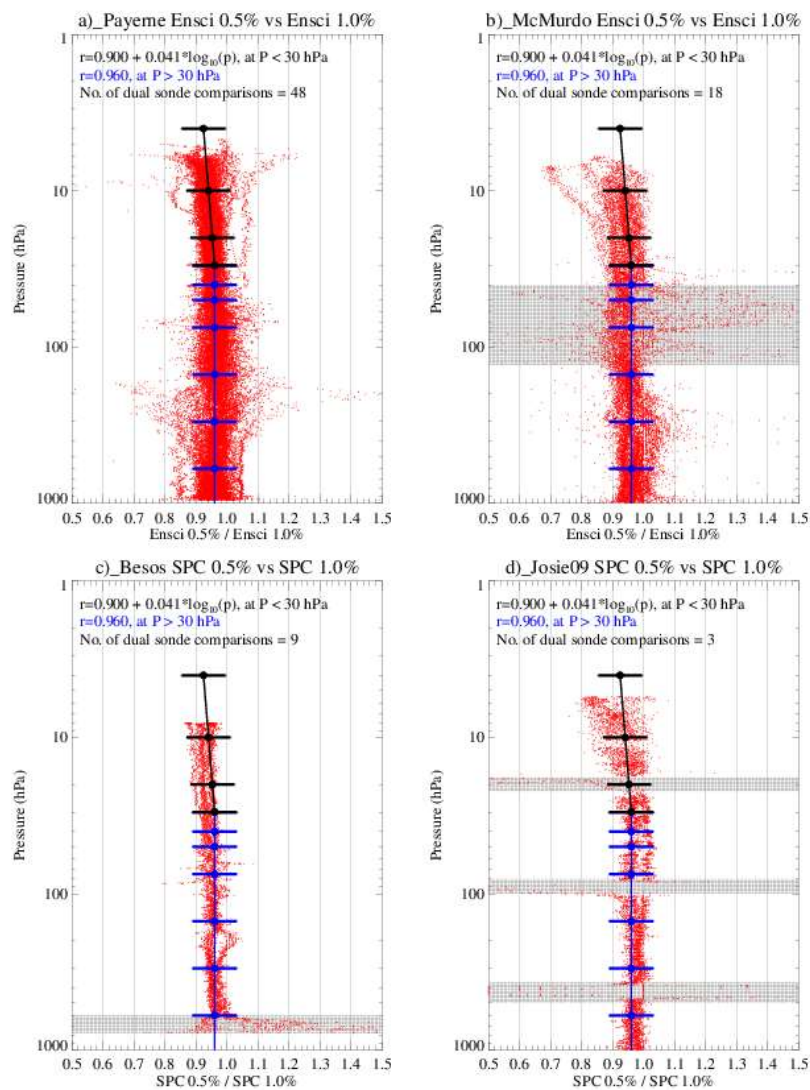 a)_Payerne Ensci 0.5% vs Ensci 1.0%
r=0.900 + 0.041*log10(p), at P < 30 hPa
r=0.960, at P > 30 hPa
No. of dual sonde comparisons = 48
Pressure (hPa)
1
10
100
1000
0.5 0.6 0.7 0.8 0.9 1.0 1.1 1.2 1.3 1.4 1.5
Ensci 0.5% / Ensci 1.0%
b)_McMurdo Ensci 0.5% vs Ensci 1.0%
r=0.900 + 0.041*log10(p), at P < 30 hPa
r=0.960, at P > 30 hPa
No. of dual sonde comparisons = 18
Pressure (hPa)
1
10
100
1000
0.5 0.6 0.7 0.8 0.9 1.0 1.1 1.2 1.3 1.4 1.5
Ensci 0.5% / Ensci 1.0%
c)_Besos SPC 0.5% vs SPC 1.0%
r=0.900 + 0.041*log10(p), at P < 30 hPa
r=0.960, at P > 30 hPa
No. of dual sonde comparisons = 9
Pressure (hPa)
1
10
100
1000
0.5 0.6 0.7 0.8 0.9 1.0 1.1 1.2 1.3 1.4 1.5
SPC 0.5% / SPC 1.0%
d)_Josie09 SPC 0.5% vs SPC 1.0%
r=0.900 + 0.041*log10(p), at P < 30 hPa
r=0.960, at P > 30 hPa
No. of dual sonde comparisons = 3
Pressure (hPa)
1
10
100
1000
0.5 0.6 0.7 0.8 0.9 1.0 1.1 1.2 1.3 1.4 1.5
SPC 0.5% / SPC 1.0%